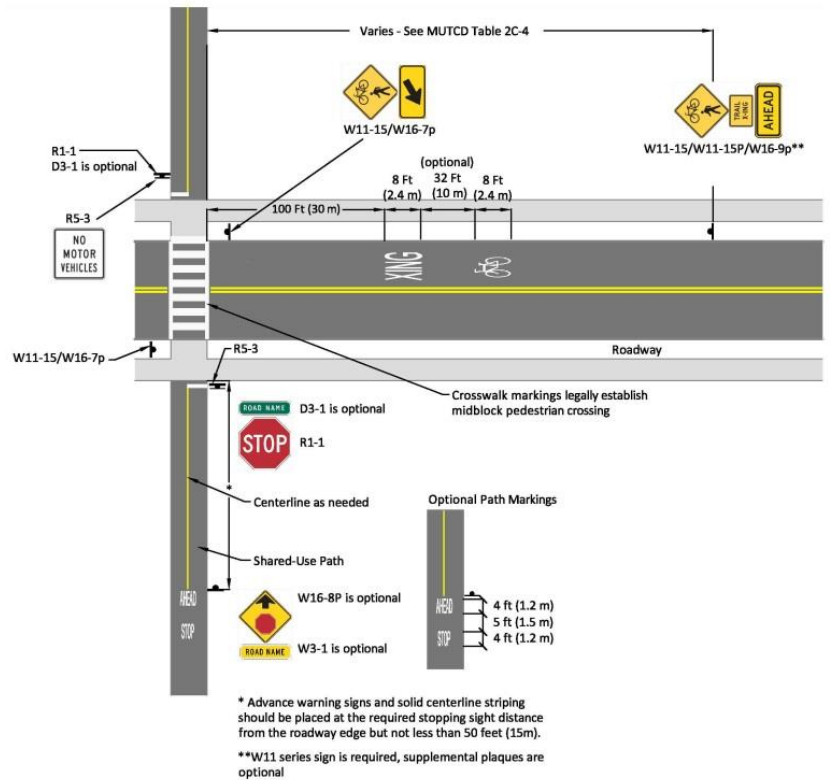 Varies - See MUTCD Table 2C-4
W11-15/W16-7p
TRAIL
X-ING
AHEAD
W11-15/W11-15P/W16-9p**
R1-1
D3-1 is optional
(optional)
8 Ft
(2.4 m)
32 Ft
(10 m)
8 Ft
(2.4 m)
100 Ft (30 m)
R5-3
NO
MOTOR
VEHICLES
XING
W11-15/W16-7p
R5-3
Roadway
Crosswalk markings legally establish
midblock pedestrian crossing
ROAD NAME
D3-1 is optional
STOP
R1-1
*
Centerline as needed
Optional Path Markings
Shared-Use Path
AHEAD
STOP
W16-8P is optional
ROAD NAME
W3-1 is optional
AHEAD
STOP
4 ft (1.2 m)
5 ft (1.5 m)
4 ft (1.2 m)
* Advance warning signs and solid centerline striping
should be placed at the required stopping sight distance
from the roadway edge but not less than 50 feet (15m).
**W11 series sign is required, supplemental plaques are
optional